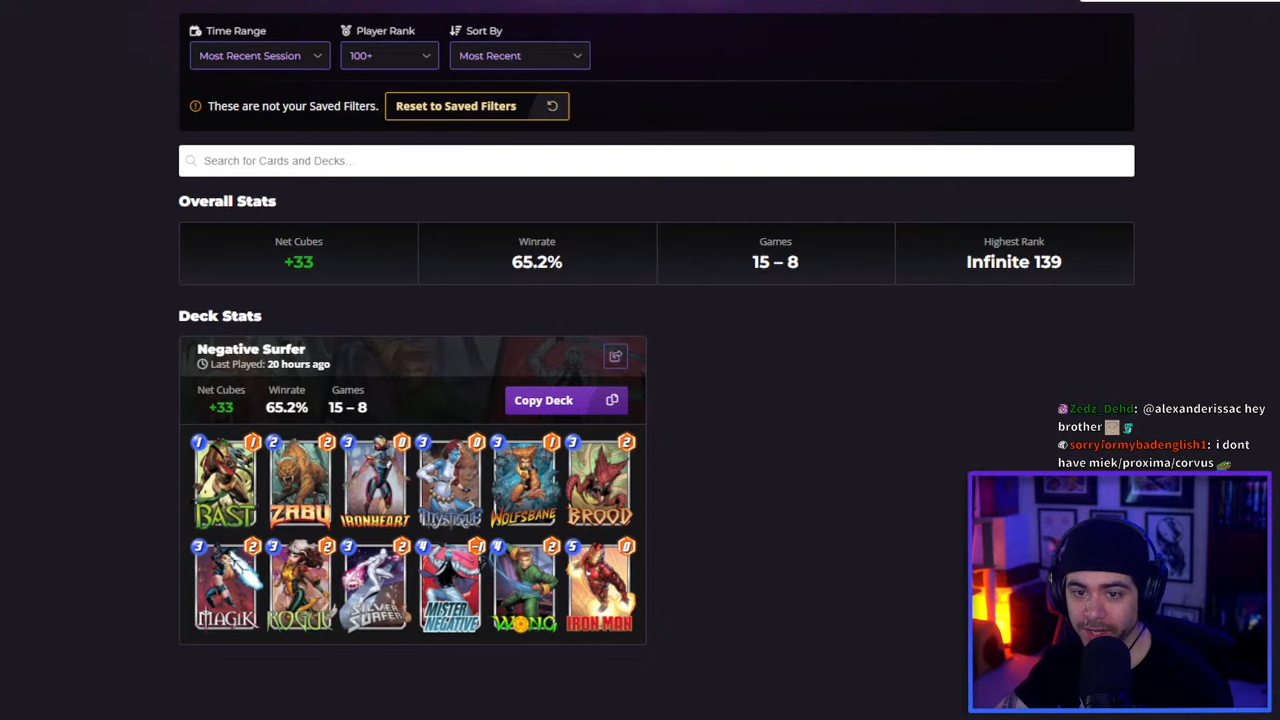 Time Range
Player Rank
Sort By
Most Recent Session
100+
Most Recent
These are not your Saved Filters.
Reset to Saved Filters
Search for Cards and Decks...
Overall Stats
Net Cubes
Winrate
Games
Highest Rank
+33
65.2%
15 – 8
Infinite 139
Deck Stats
Negative Surfer
Last Played: 20 hours ago
Net Cubes
Winrate
Games
+33
65.2%
15 – 8
Copy Deck
1 1 2 2 3 0 3 0 3 1 3 2
BAST ZABU IRONHEART MYSTIQUE WOLFSBANE BROOD
3 2 3 2 3 2 4 -1 4 2 5 0
MAGIK ROGUE SILVER SURFER MISTER NEGATIVE WONG IRON MAN
Zedz_Dehd: @alexanderissac hey
brother
sorryformybadenglish1: i dont
have miek/proxima/corvus